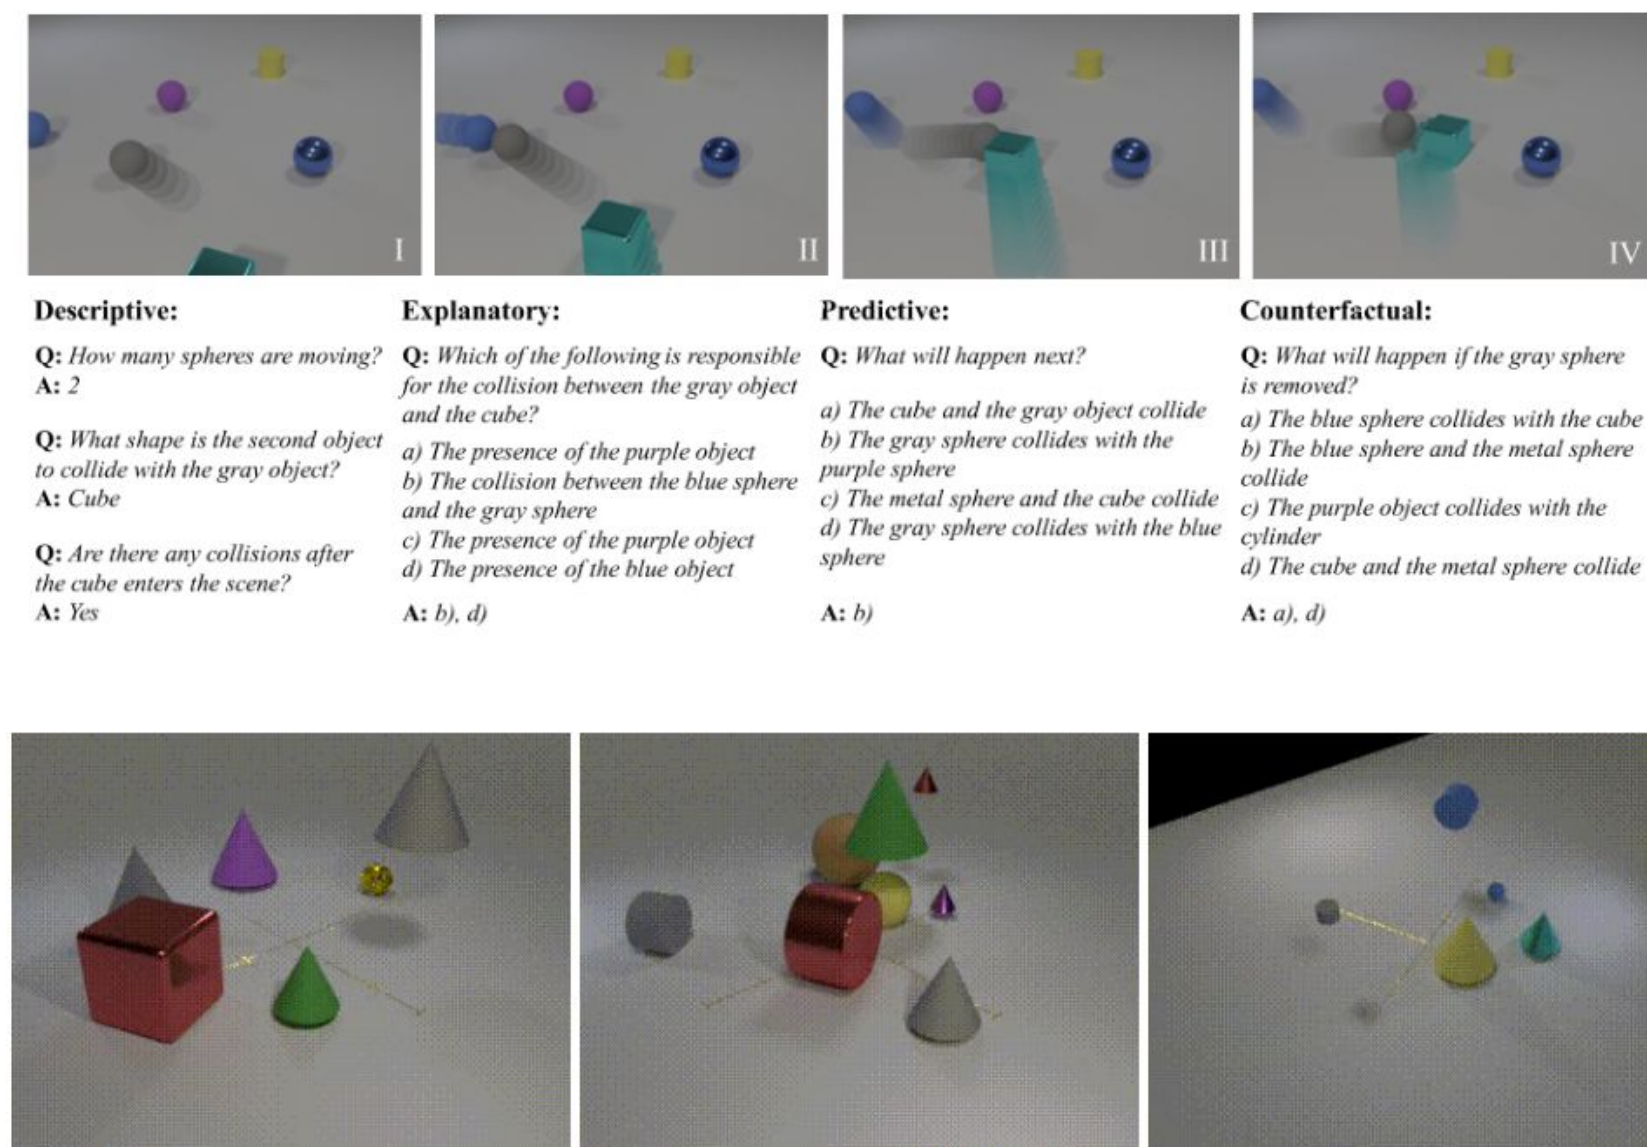 I
II
III
IV
Descriptive:
Q: How many spheres are moving?
A: 2
Q: What shape is the second object
to collide with the gray object?
A: Cube
Q: Are there any collisions after
the cube enters the scene?
A: Yes
Explanatory:
Q: Which of the following is responsible
for the collision between the gray object
and the cube?
a) The presence of the purple object
b) The collision between the blue sphere
and the gray sphere
c) The presence of the purple object
d) The presence of the blue object
A: b), d)
Predictive:
Q: What will happen next?
a) The cube and the gray object collide
b) The gray sphere collides with the
purple sphere
c) The metal sphere and the cube collide
d) The gray sphere collides with the blue
sphere
A: b)
Counterfactual:
Q: What will happen if the gray sphere
is removed?
a) The blue sphere collides with the cube
b) The blue sphere and the metal sphere
collide
c) The purple object collides with the
cylinder
d) The cube and the metal sphere collide
A: a), d)